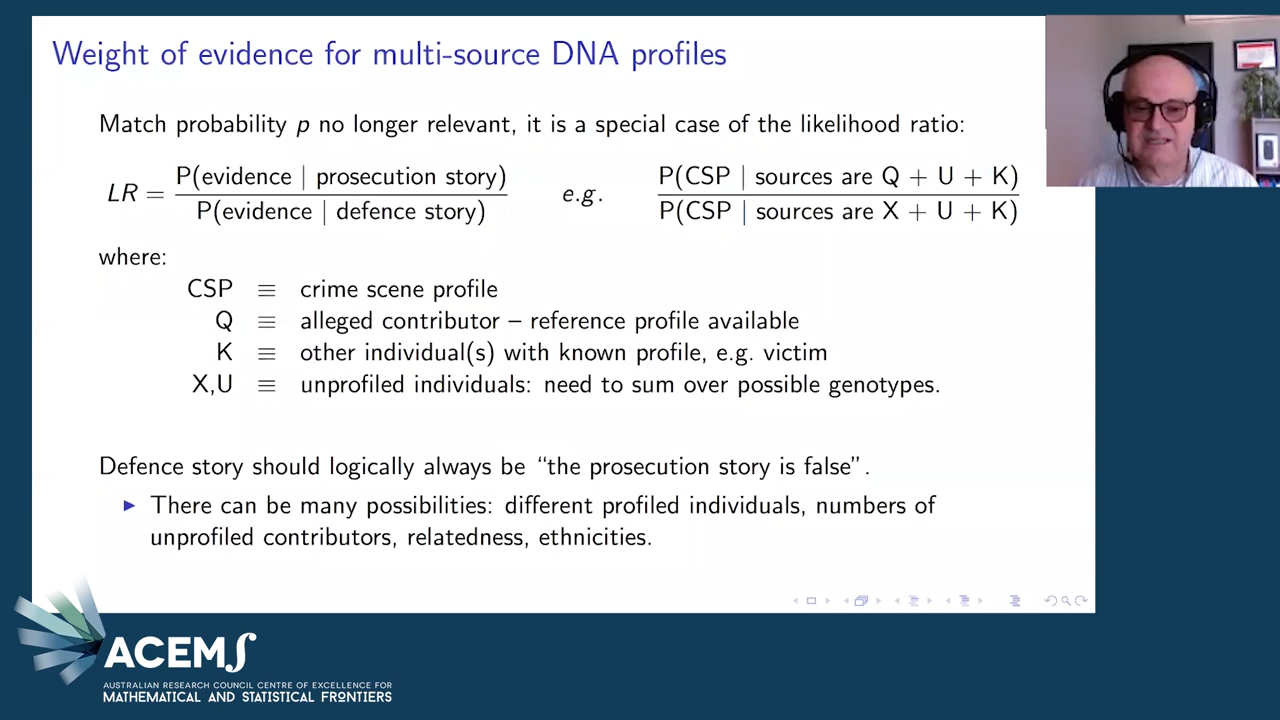 Weight of evidence for multi-source DNA profiles
Match probability p no longer relevant, it is a special case of the likelihood ratio:
LR = P(evidence | prosecution story) / P(evidence | defence story) e.g. P(CSP | sources are Q + U + K) / P(CSP | sources are X + U + K)
where:
CSP ≡ crime scene profile
Q ≡ alleged contributor – reference profile available
K ≡ other individual(s) with known profile, e.g. victim
X,U ≡ unprofiled individuals: need to sum over possible genotypes.
Defence story should logically always be “the prosecution story is false”.
▶ There can be many possibilities: different profiled individuals, numbers of
unprofiled contributors, relatedness, ethnicities.
ACEMS
AUSTRALIAN RESEARCH COUNCIL CENTRE OF EXCELLENCE FOR
MATHEMATICAL AND STATISTICAL FRONTIERS